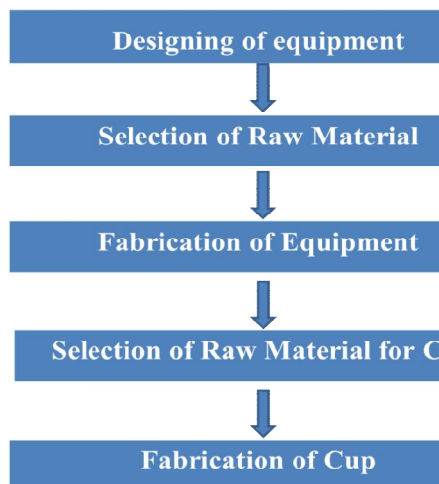 Designing of equipment
Selection of Raw Material
Fabrication of Equipment
Selection of Raw Material for C
Fabrication of Cup